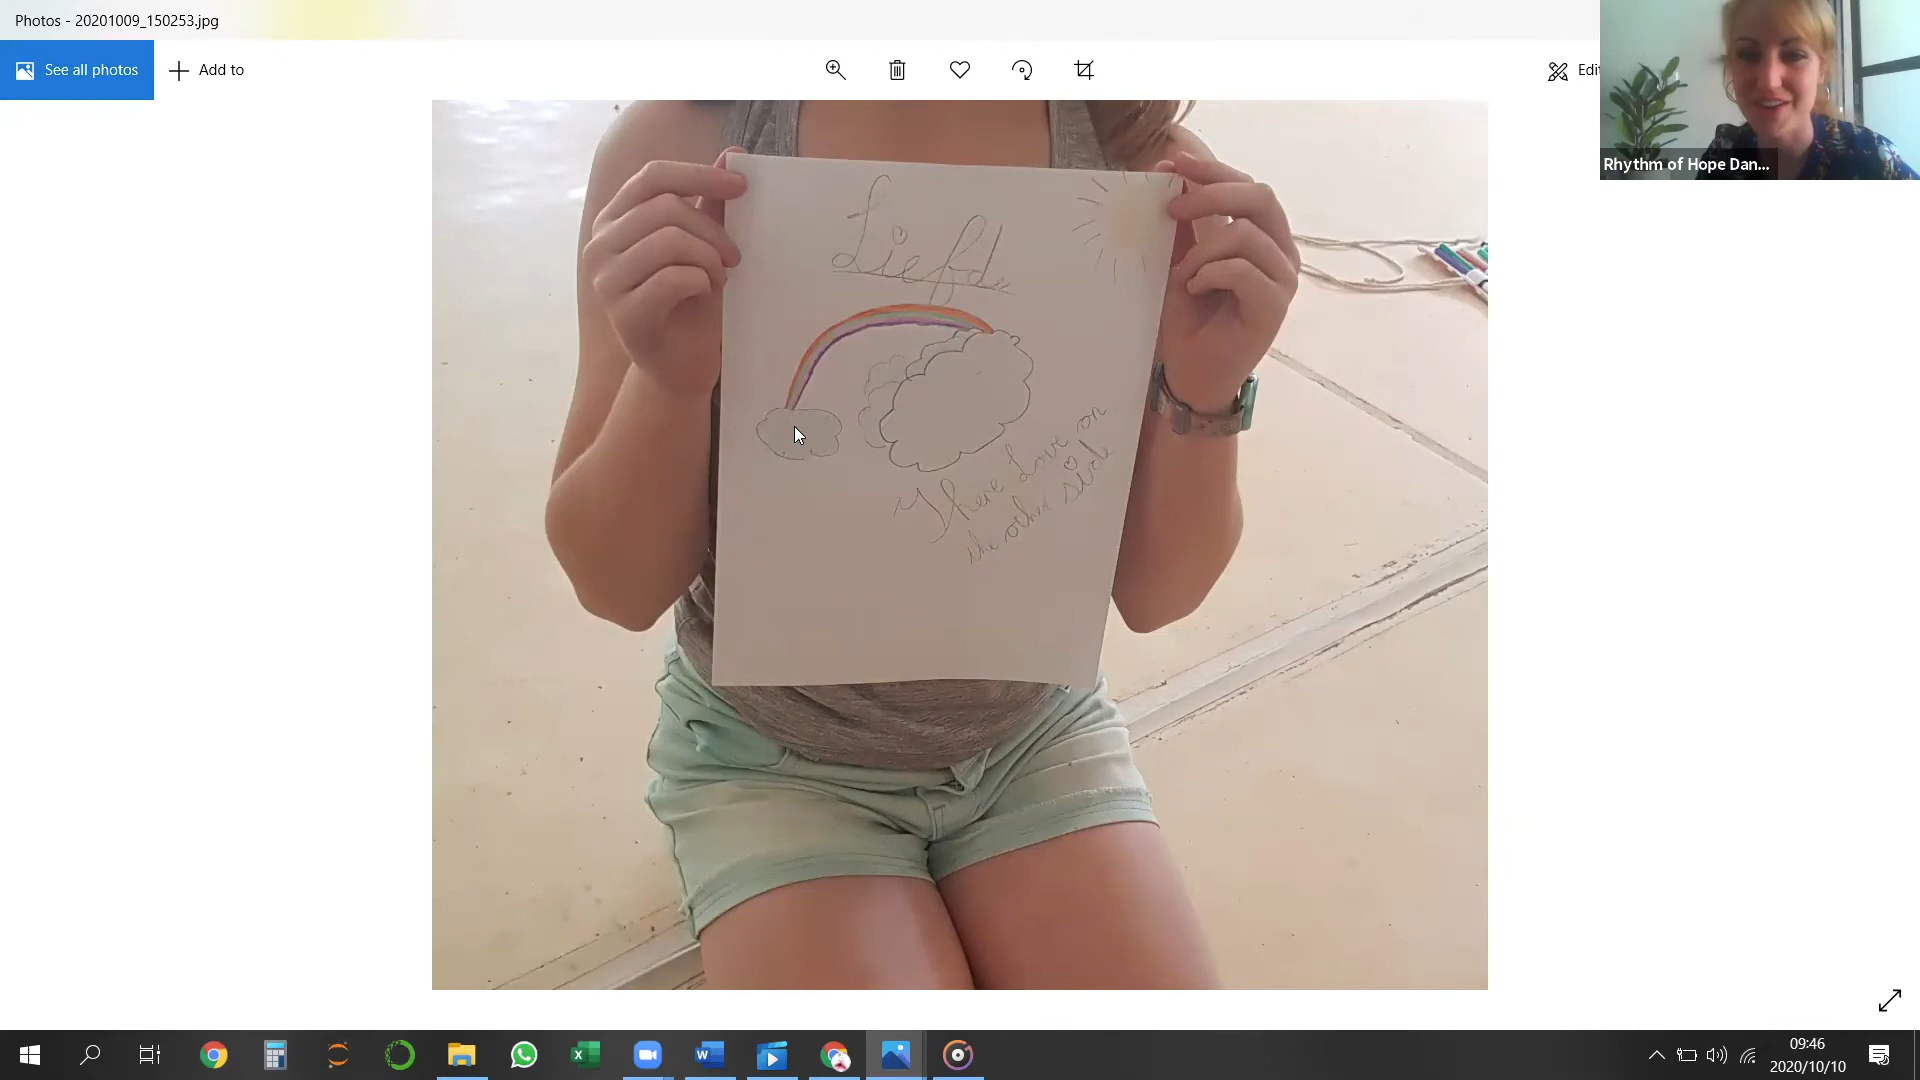 Photos - 20201009_150253.jpg
See all photos
Add to
Edit
Rhythm of Hope Dan...
Liefde
There Love on
the other side
09:46
2020/10/10